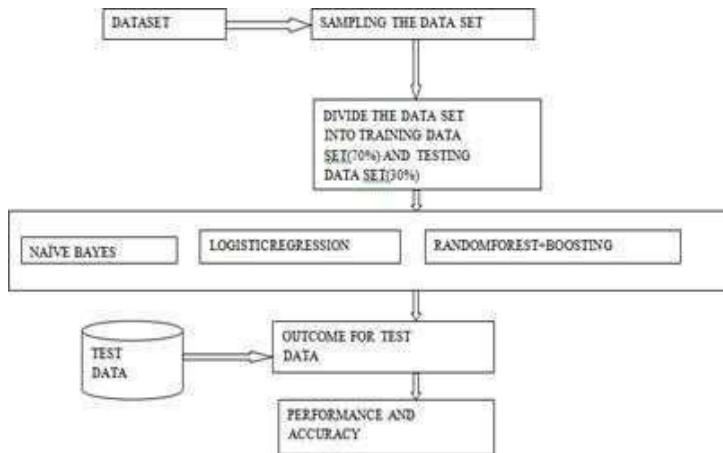 DATASET
SAMPLING THE DATA SET
DIVIDE THE DATA SET
INTO TRAINING DATA
SET(70%) AND TESTING
DATA SET(30%)
NAÏVE BAYES
LOGISTICREGRESSION
RANDOMFOREST+BOOSTING
TEST
DATA
OUTCOME FOR TEST
DATA
PERFORMANCE AND
ACCURACY